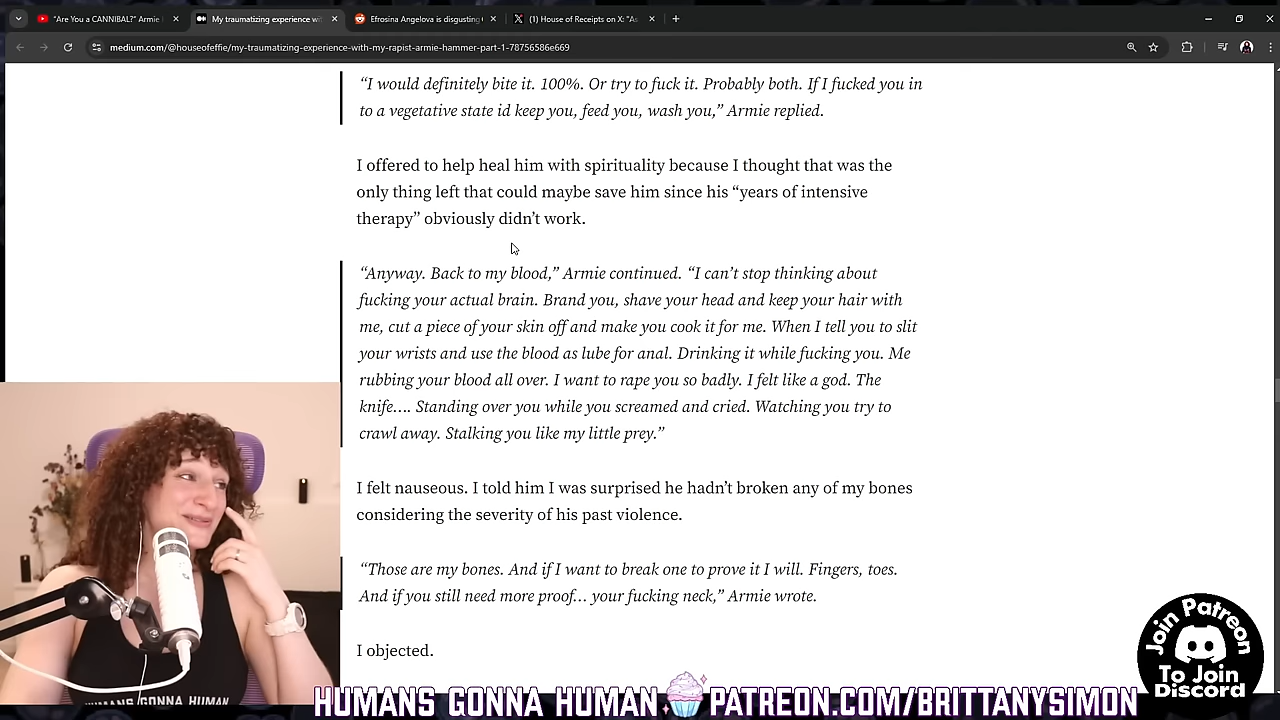 "Are You a CANNIBAL?" Armie
My traumatizing experience wi
Efrosina Angelova is disgusting
(1) House of Receipts on X: "As
medium.com/@houseofeffie/my-traumatizing-experience-with-my-rapist-armie-hammer-part-1-78756586e669
“I would definitely bite it. 100%. Or try to fuck it. Probably both. If I fucked you in
to a vegetative state id keep you, feed you, wash you,” Armie replied.
I offered to help heal him with spirituality because I thought that was the
only thing left that could maybe save him since his “years of intensive
therapy” obviously didn’t work.
“Anyway. Back to my blood,” Armie continued. “I can’t stop thinking about
fucking your actual brain. Brand you, shave your head and keep your hair with
me, cut a piece of your skin off and make you cook it for me. When I tell you to slit
your wrists and use the blood as lube for anal. Drinking it while fucking you. Me
rubbing your blood all over. I want to rape you so badly. I felt like a god. The
knife…. Standing over you while you screamed and cried. Watching you try to
crawl away. Stalking you like my little prey.”
I felt nauseous. I told him I was surprised he hadn’t broken any of my bones
considering the severity of his past violence.
“Those are my bones. And if I want to break one to prove it I will. Fingers, toes.
And if you still need more proof… your fucking neck,” Armie wrote.
I objected.
Join Patreon
To Join
Discord
HUMANS GONNA HUMAN
HUMANS GONNA HUMAN PATREON.COM/BRITTANYSIMON